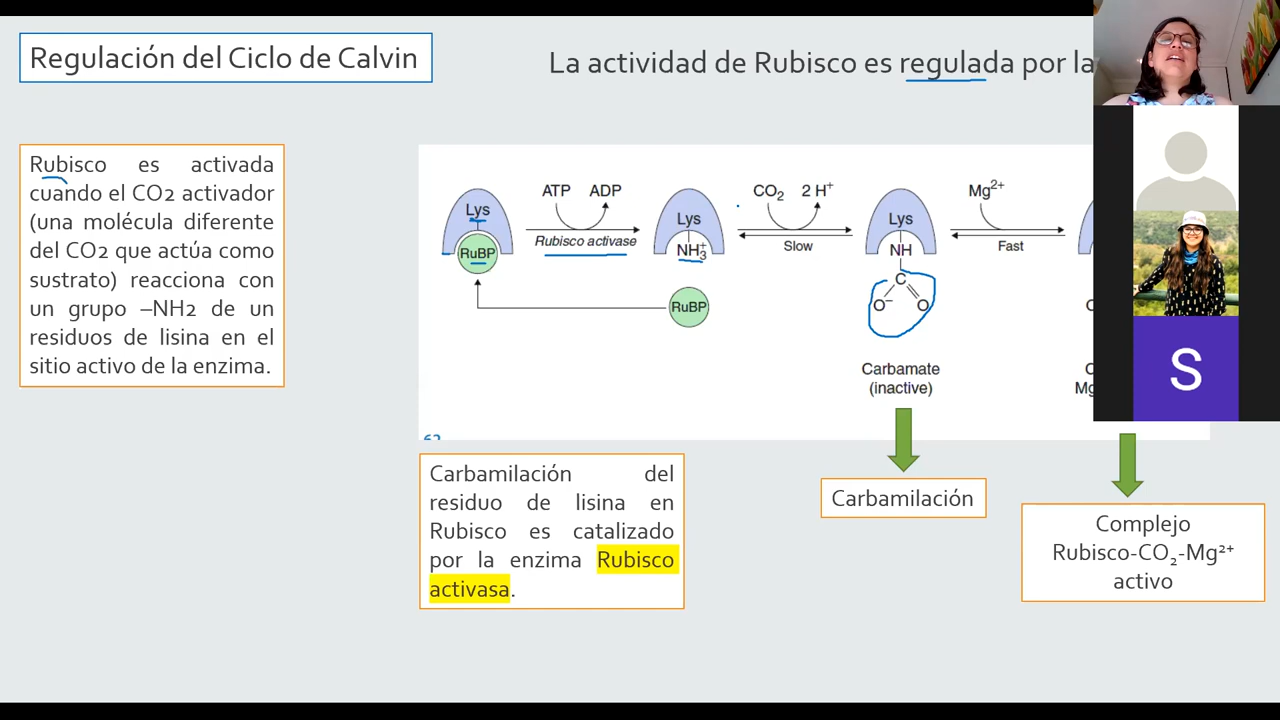 Regulación del Ciclo de Calvin
La actividad de Rubisco es regulada por la
Rubisco es activada
cuando el CO2 activador
(una molécula diferente
del CO2 que actúa como
sustrato) reacciona con
un grupo –NH2 de un
residuos de lisina en el
sitio activo de la enzima.
Lys
RuBP
ATP ADP
Rubisco activase
Lys
NH3+
RuBP
CO2 2 H+
Slow
Lys
NH
C
O− O
Carbamate
(inactive)
Mg2+
Fast
Carbamilación del
residuo de lisina en
Rubisco es catalizado
por la enzima Rubisco
activasa.
Carbamilación
Complejo
Rubisco-CO2-Mg2+
activo
S